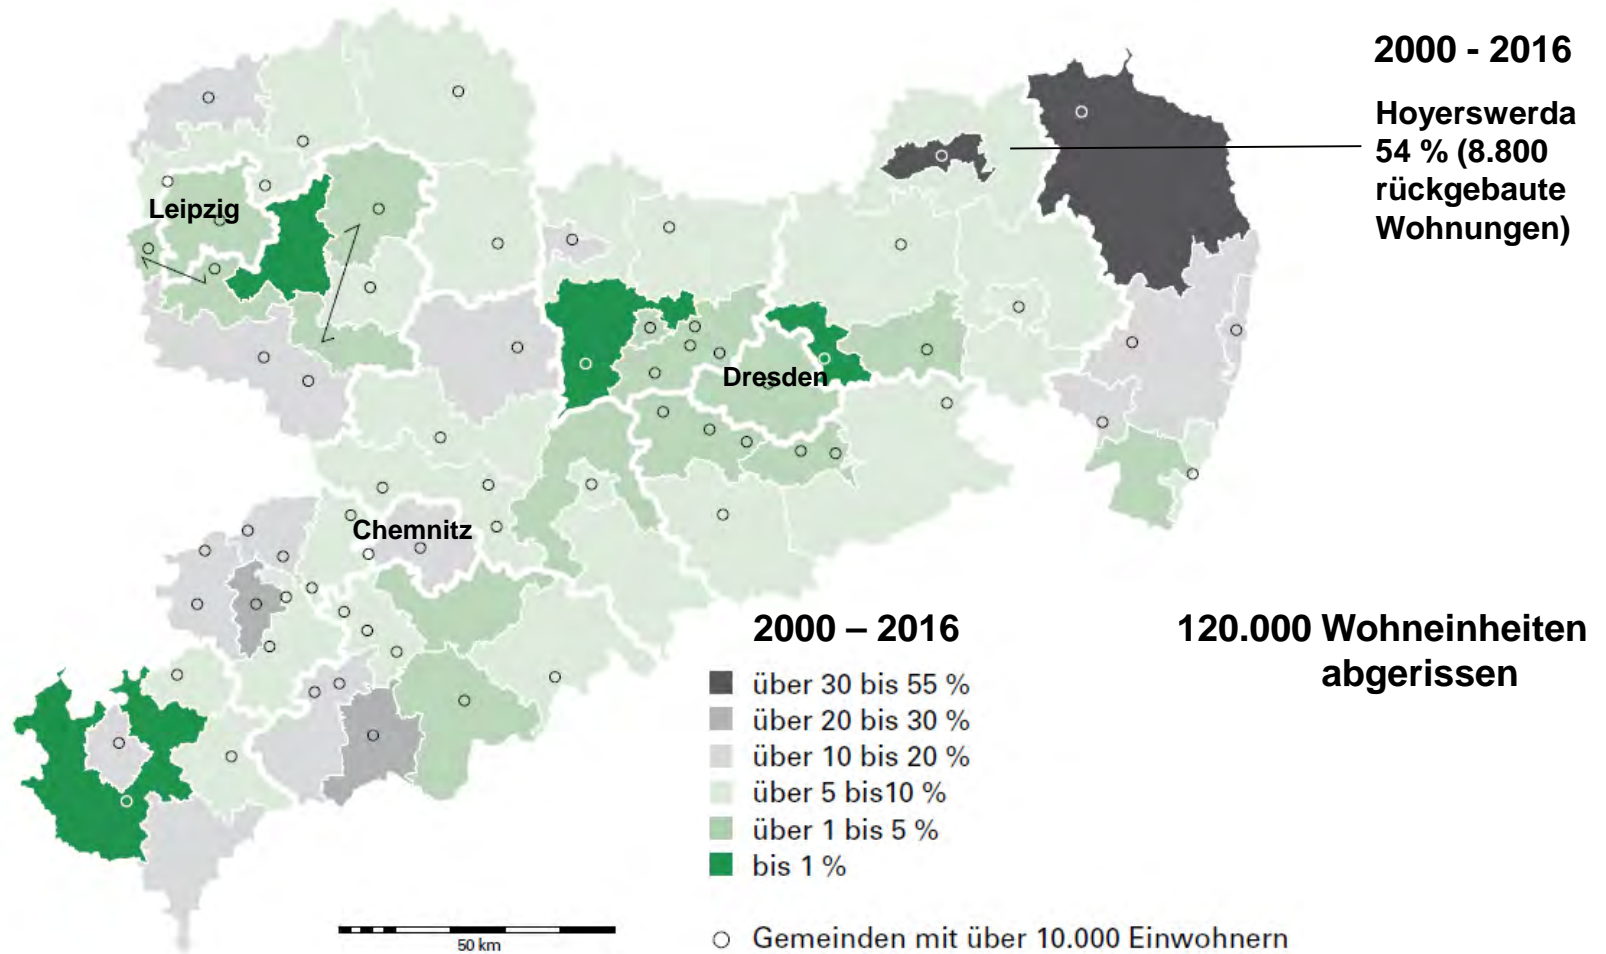 2000 - 2016
Hoyerswerda
54 % (8.800
rückgebaute
Wohnungen)
Leipzig
Dresden
Chemnitz
2000 – 2016
120.000 Wohneinheiten
abgerissen
über 30 bis 55 %
über 20 bis 30 %
über 10 bis 20 %
über 5 bis10 %
über 1 bis 5 %
bis 1 %
50 km
Gemeinden mit über 10.000 Einwohnern